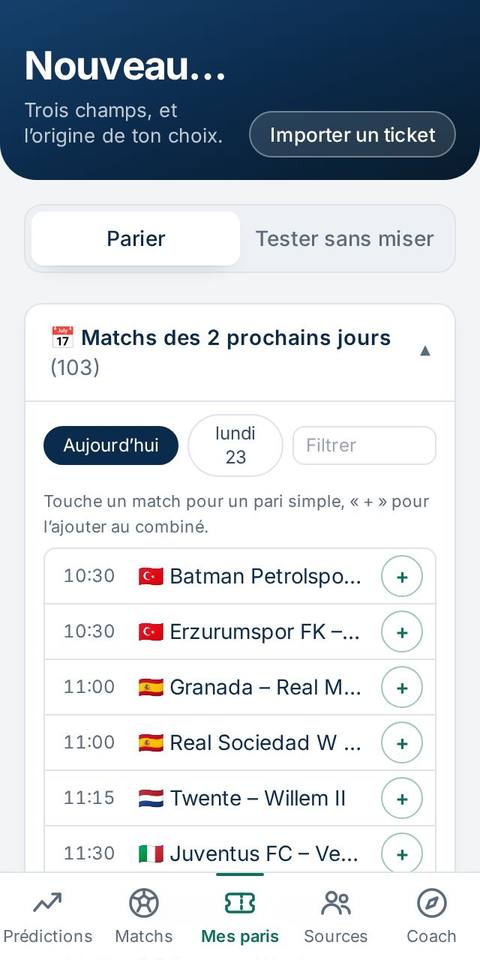 Nouveau…
Trois champs, et
l’origine de ton choix.
Importer un ticket
Parier
Tester sans miser
Matchs des 2 prochains jours
(103)
▲
Aujourd’hui
lundi
23
Filtrer
Touche un match pour un pari simple, « + » pour
l’ajouter au combiné.
10:30 Batman Petrolspo… +
10:30 Erzurumspor FK –… +
11:00 Granada – Real M… +
11:00 Real Sociedad W … +
11:15 Twente – Willem II +
11:30 Juventus FC – Ve… +
Prédictions
Matchs
Mes paris
Sources
Coach